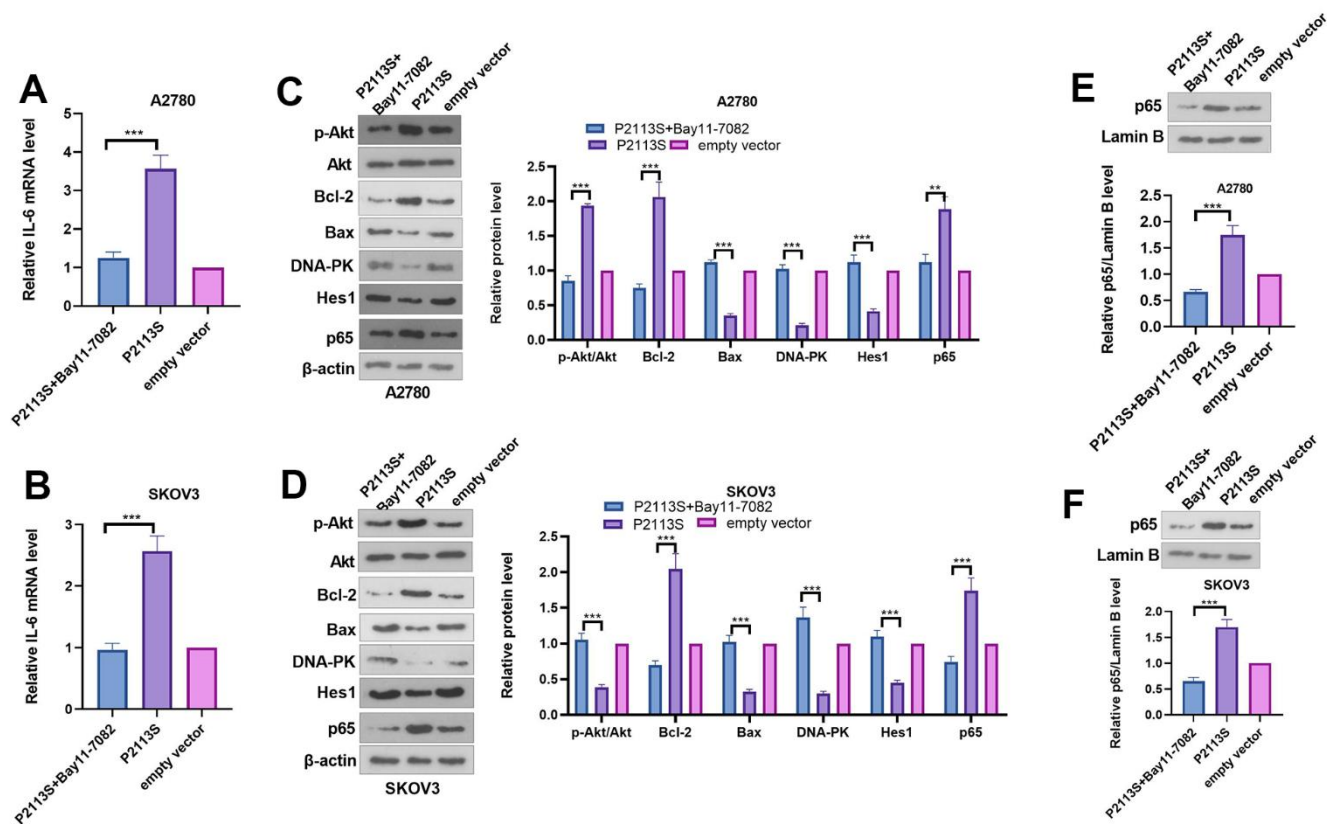 A
A2780
Relative IL-6 mRNA level
5
4
3
2
1
0
***
P2113S+Bay11-7082
P2113S
empty vector
B
SKOV3
Relative IL-6 mRNA level
3
2
1
0
***
P2113S+Bay11-7082
P2113S
empty vector
C
P2113S+
Bay11-7082
P2113S
empty vector
p-Akt
Akt
Bcl-2
Bax
DNA-PK
Hes1
p65
β-actin
A2780
A2780
P2113S+Bay11-7082
P2113S empty vector
Relative protein level
2.5
2.0
1.5
1.0
0.5
0.0
*** *** *** *** *** **
p-Akt/Akt Bcl-2 Bax DNA-PK Hes1 p65
D
P2113S+
Bay11-7082
P2113S
empty vector
p-Akt
Akt
Bcl-2
Bax
DNA-PK
Hes1
p65
β-actin
SKOV3
SKOV3
P2113S+Bay11-7082
P2113S empty vector
Relative protein level
2.5
2.0
1.5
1.0
0.5
0.0
*** *** *** *** *** ***
p-Akt/Akt Bcl-2 Bax DNA-PK Hes1 p65
E
P2113S+
Bay11-7082
P2113S
empty vector
p65
Lamin B
A2780
Relative p65/Lamin B level
2.5
2.0
1.5
1.0
0.5
0.0
***
P2113S+Bay11-7082
P2113S
empty vector
F
P2113S+
Bay11-7082
P2113S
empty vector
p65
Lamin B
SKOV3
Relative p65/Lamin B level
2.0
1.5
1.0
0.5
0.0
***
P2113S+Bay11-7082
P2113S
empty vector